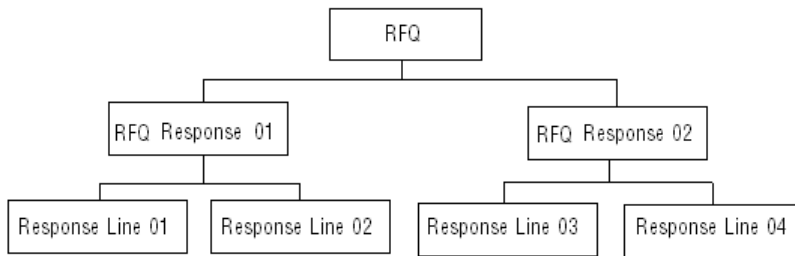 RFQ
RFQ Response 01
RFQ Response 02
Response Line 01
Response Line 02
Response Line 03
Response Line 04